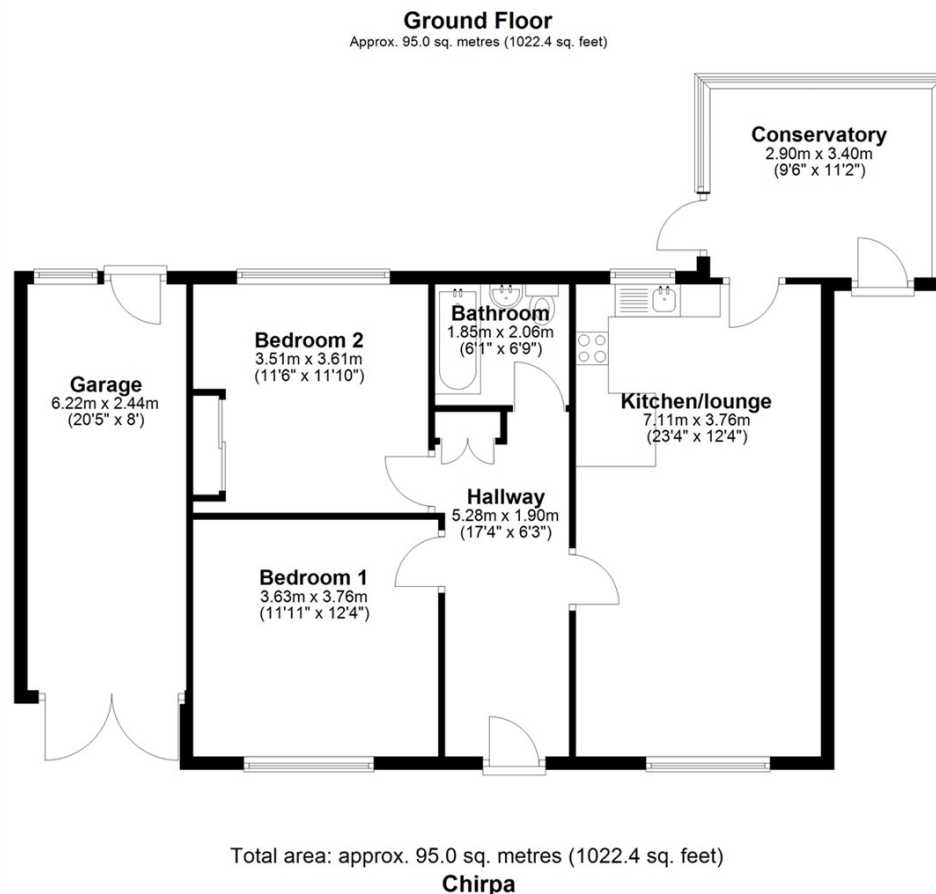 Ground Floor
Approx. 95.0 sq. metres (1022.4 sq. feet)
Conservatory
2.90m x 3.40m
(9'6" x 11'2")
Bathroom
1.85m x 2.06m
(6'1" x 6'9")
Bedroom 2
3.51m x 3.61m
(11'6" x 11'10")
Garage
6.22m x 2.44m
(20'5" x 8')
Kitchen/lounge
7.11m x 3.76m
(23'4" x 12'4")
Hallway
5.28m x 1.90m
(17'4" x 6'3")
Bedroom 1
3.63m x 3.76m
(11'11" x 12'4")
Total area: approx. 95.0 sq. metres (1022.4 sq. feet)
Chirpa